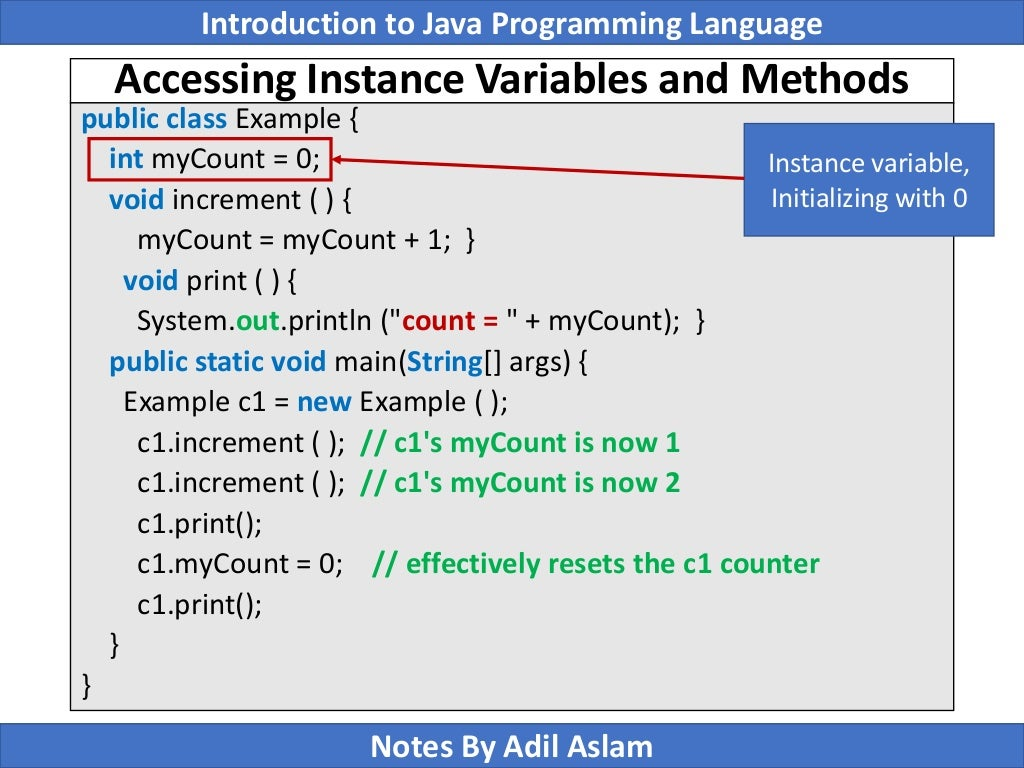 Introduction to Java Programming Language
Accessing Instance Variables and Methods
public class Example {
int myCount = 0;
Instance variable,
Initializing with 0
void increment ( ) {
myCount = myCount + 1;  }
void print ( ) {
System.out.println ("count = " + myCount);  }
public static void main(String[] args) {
Example c1 = new Example ( );
c1.increment ( );  // c1's myCount is now 1
c1.increment ( );  // c1's myCount is now 2
c1.print();
c1.myCount = 0;    // effectively resets the c1 counter
c1.print();
}
}
Notes By Adil Aslam